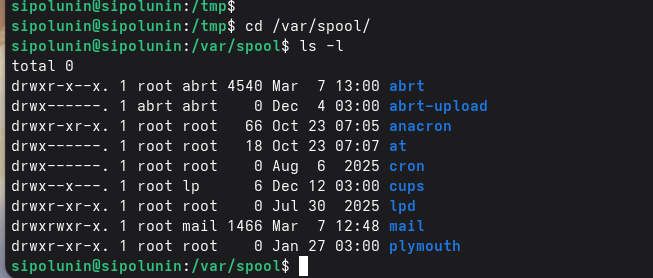 sipolunin@sipolunin:/tmp$
sipolunin@sipolunin:/tmp$ cd /var/spool/
sipolunin@sipolunin:/var/spool$ ls -l
total 0
drwxr-x--x. 1 root abrt 4540 Mar  7 13:00 abrt
drwx------. 1 abrt abrt    0 Dec  4 03:00 abrt-upload
drwxr-xr-x. 1 root root   66 Oct 23 07:05 anacron
drwx------. 1 root root   18 Oct 23 07:07 at
drwx------. 1 root root    0 Aug  6  2025 cron
drwx--x---. 1 root lp      6 Dec 12 03:00 cups
drwxr-xr-x. 1 root root    0 Jul 30  2025 lpd
drwxrwxr-x. 1 root mail 1466 Mar  7 12:48 mail
drwxr-xr-x. 1 root root    0 Jan 27 03:00 plymouth
sipolunin@sipolunin:/var/spool$